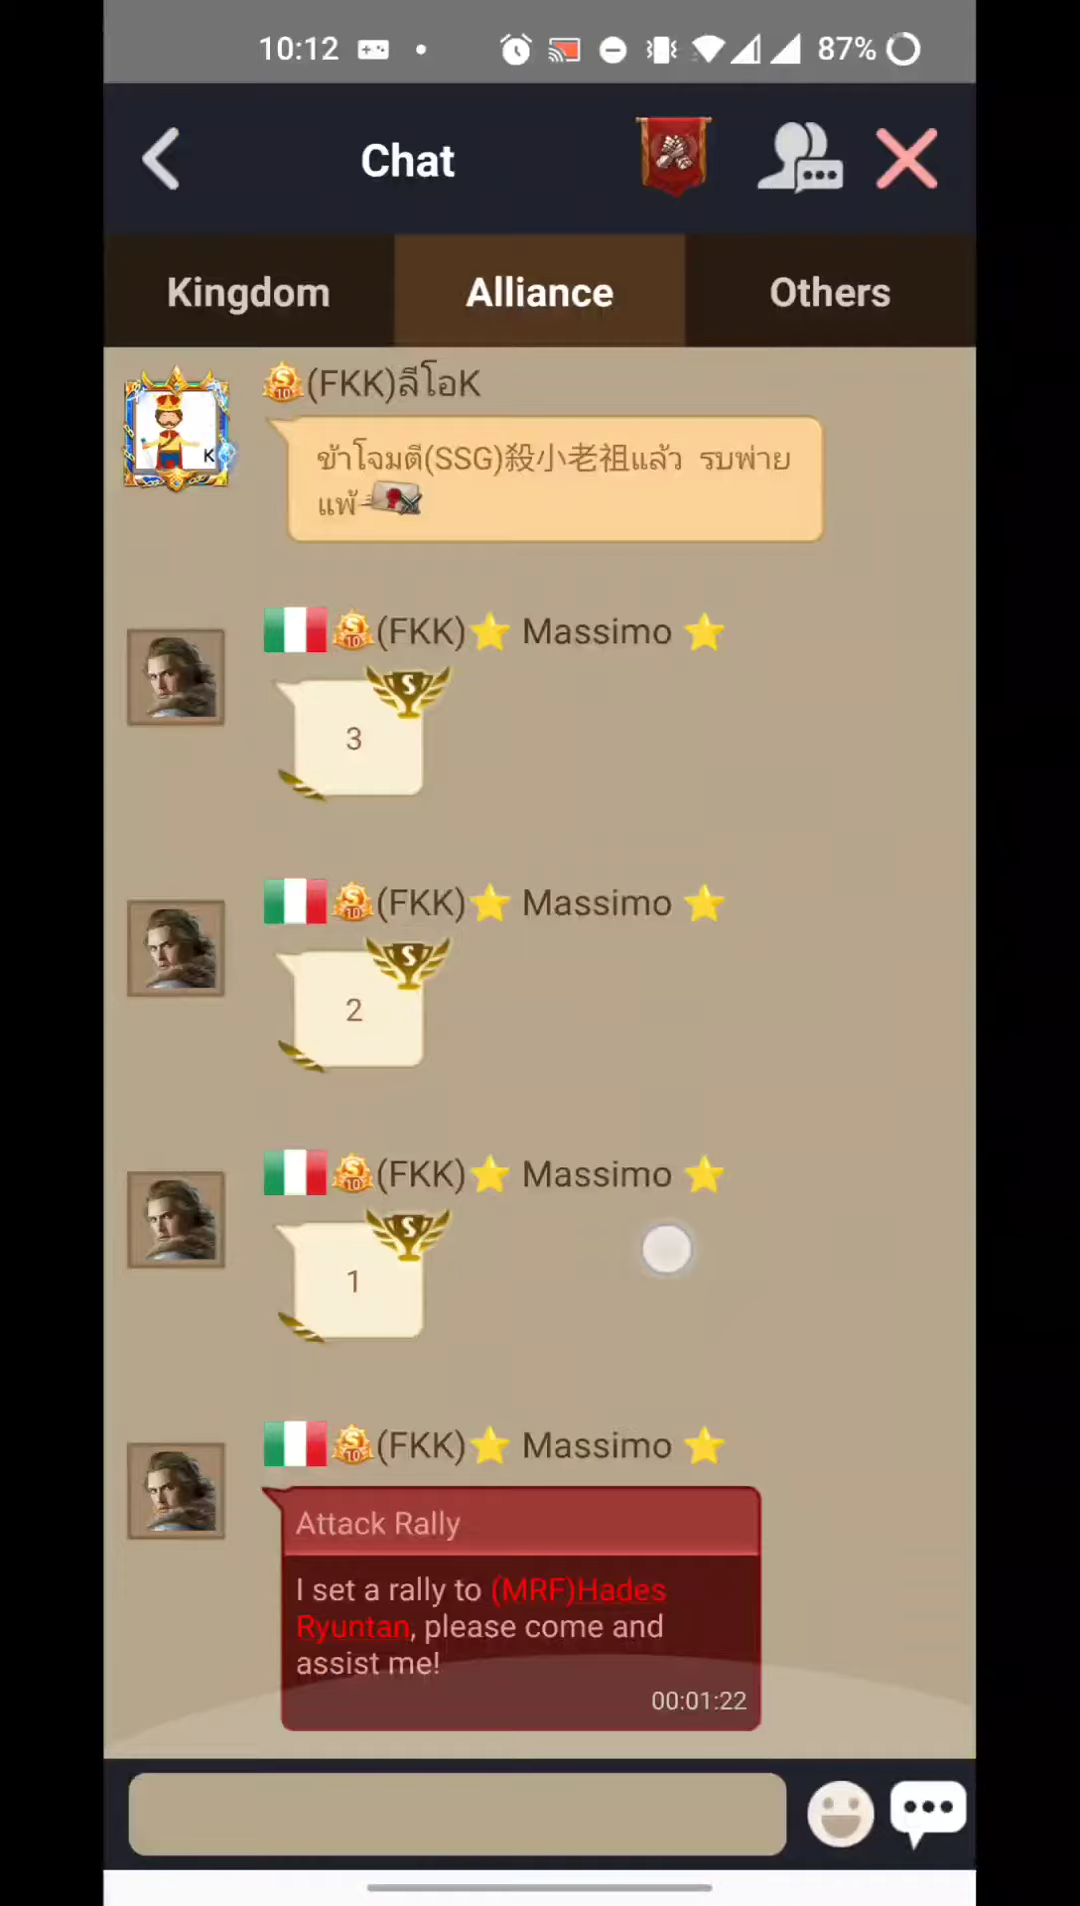 10:12
87%
Chat
Kingdom
Alliance
Others
(FKK)ลีโอK
K
ข้าโจมตี(SSG)殺小老祖แล้ว รบพ่าย
แพ้
(FKK)⭐ Massimo ⭐
3
(FKK)⭐ Massimo ⭐
2
(FKK)⭐ Massimo ⭐
1
(FKK)⭐ Massimo ⭐
Attack Rally
I set a rally to (MRF)Hades
Ryuntan, please come and
assist me!
00:01:22